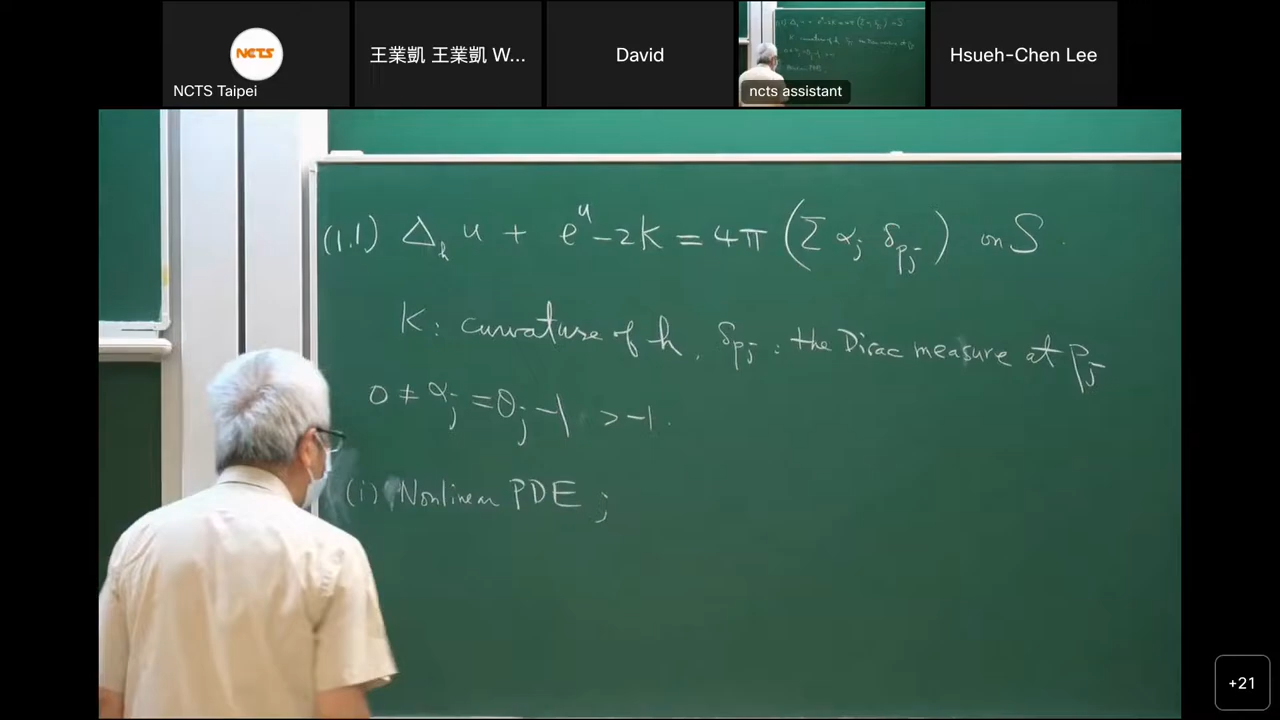 NCTS
NCTS Taipei
王業凱 王業凱 W...
David
ncts assistant
Hsueh-Chen Lee
(1.1) Δ_h u + e^u - 2K = 4π (Σ α_j δ_{p_j}) on S.
K: curvature of h, δ_{p_j}: the Dirac measure at p_j
0 ≠ α_j = θ_j - 1 > -1.
(i) Nonlinear PDE;
+21